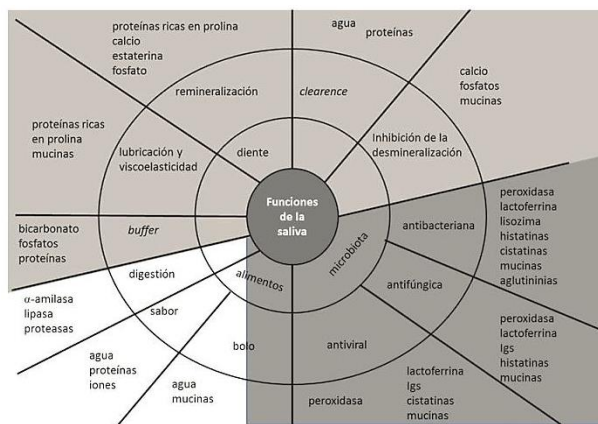 proteínas ricas en prolina
calcio
estaterina
fosfato
agua
proteínas
calcio
fosfatos
mucinas
remineralización
clearence
Inhibición de la
desmineralización
proteínas ricas
en prolina
mucinas
lubricación y
viscoelasticidad
diente
Funciones
de la
saliva
bicarbonato
fosfatos
proteínas
buffer
antibacteriana
peroxidasa
lactoferrina
lisozima
histatinas
cistatinas
mucinas
aglutininias
microbiota
alimentos
digestión
α-amilasa
lipasa
proteasas
sabor
agua
proteínas
iones
bolo
agua
mucinas
antiviral
peroxidasa
lactoferrina
Igs
cistatinas
mucinas
antifúngica
peroxidasa
lactoferrina
Igs
histatinas
mucinas